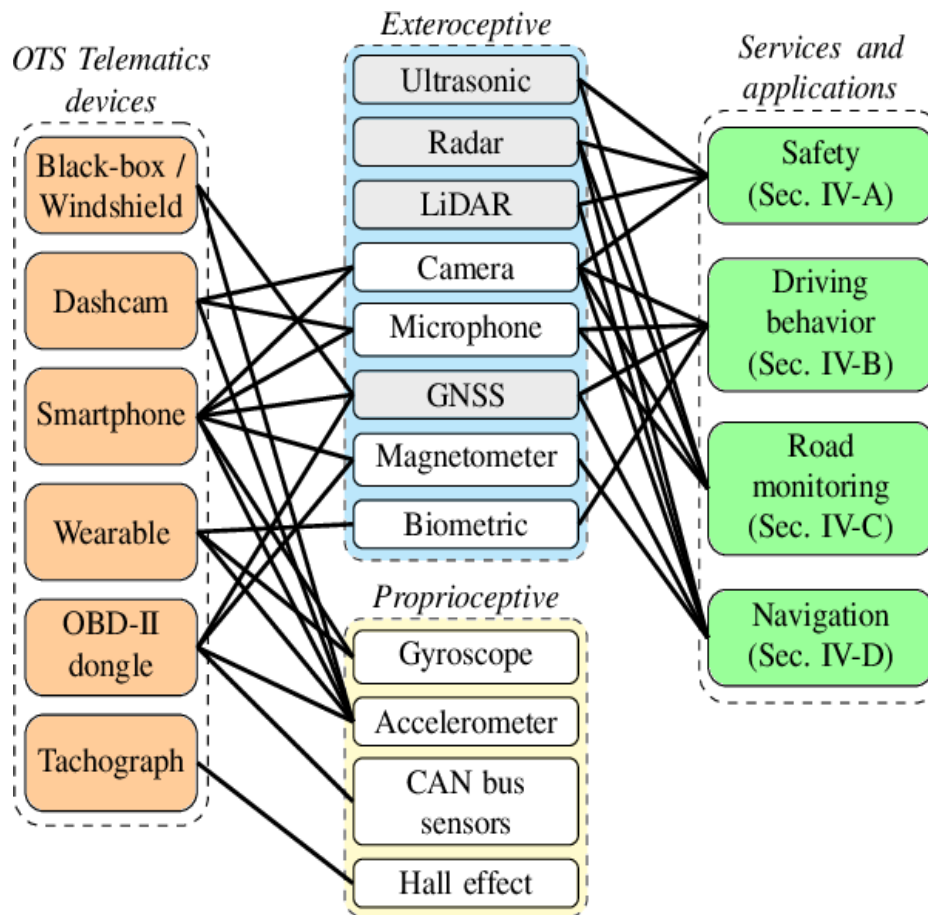 OTS Telematics
devices
Black-box /
Windshield
Dashcam
Smartphone
Wearable
OBD-II
dongle
Tachograph
Exteroceptive
Ultrasonic
Radar
LiDAR
Camera
Microphone
GNSS
Magnetometer
Biometric
Proprioceptive
Gyroscope
Accelerometer
CAN bus
sensors
Hall effect
Services and
applications
Safety
(Sec. IV-A)
Driving
behavior
(Sec. IV-B)
Road
monitoring
(Sec. IV-C)
Navigation
(Sec. IV-D)